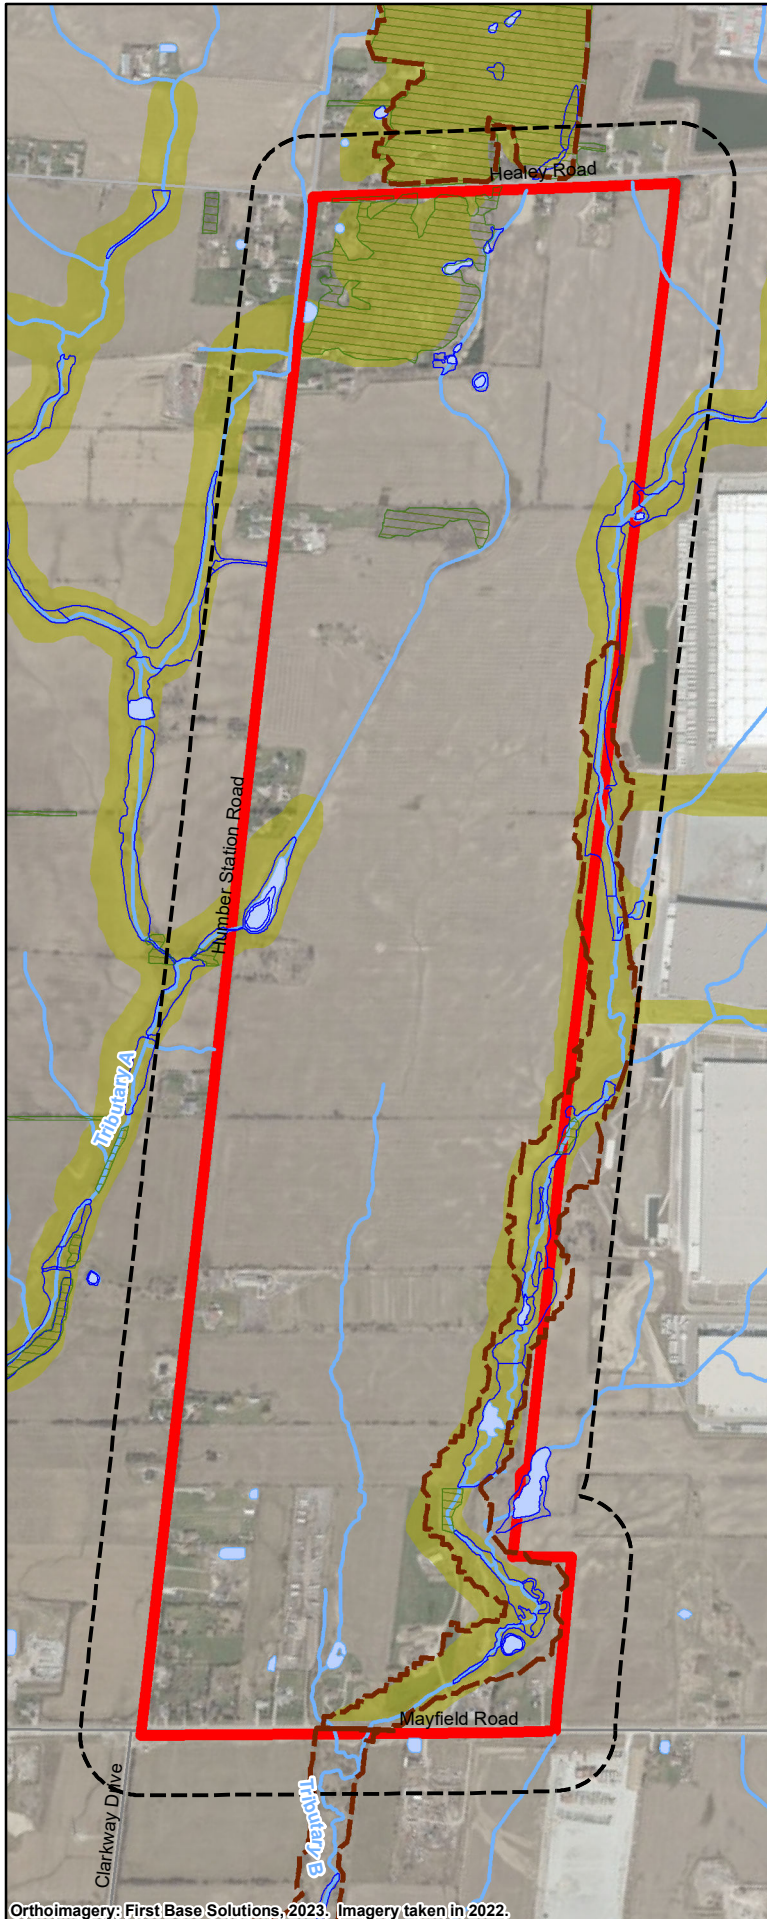 Healey Road
Humber Station Road
Tributary A
Mayfield Road
Clarkway Drive
Tributary B
Orthoimagery: First Base Solutions, 2023. Imagery taken in 2022.